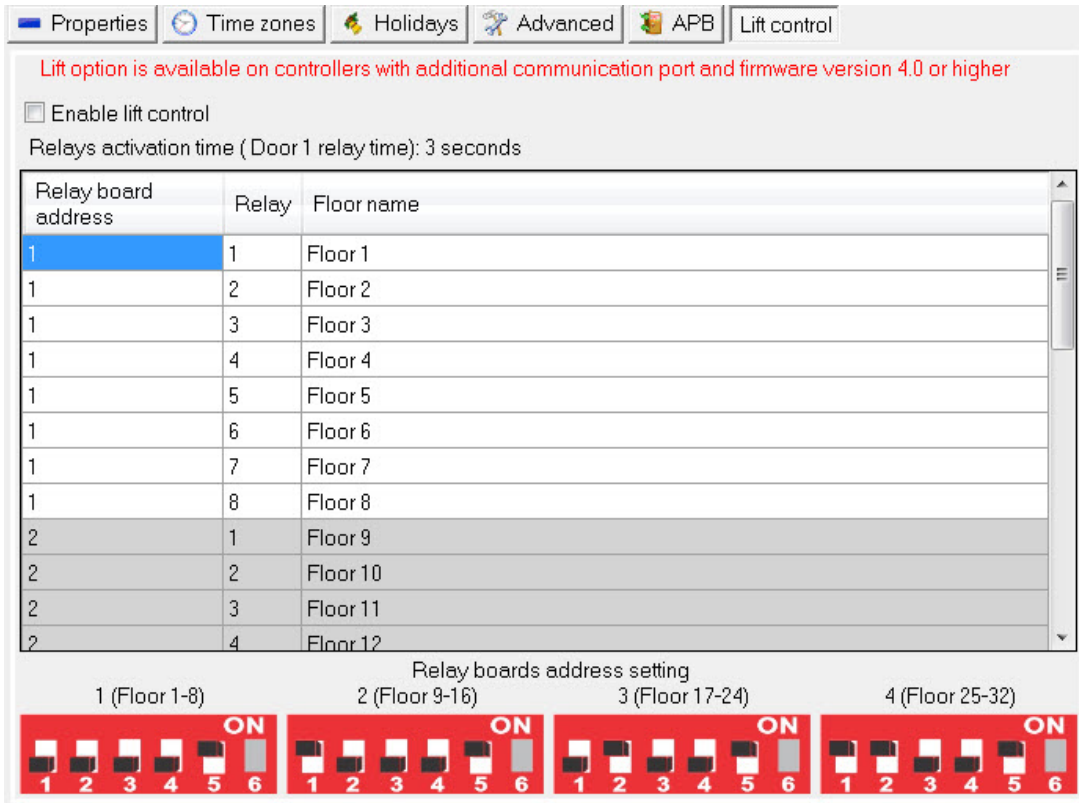 Properties Time zones Holidays Advanced APB Lift control
Lift option is available on controllers with additional communication port and firmware version 4.0 or higher
Enable lift control
Relays activation time ( Door 1 relay time): 3 seconds
Relay board address Relay Floor name
1 1 Floor 1
1 2 Floor 2
1 3 Floor 3
1 4 Floor 4
1 5 Floor 5
1 6 Floor 6
1 7 Floor 7
1 8 Floor 8
2 1 Floor 9
2 2 Floor 10
2 3 Floor 11
2 4 Floor 12
Relay boards address setting
1 (Floor 1-8) 2 (Floor 9-16) 3 (Floor 17-24) 4 (Floor 25-32)
ON ON ON ON
1 2 3 4 5 6 1 2 3 4 5 6 1 2 3 4 5 6 1 2 3 4 5 6